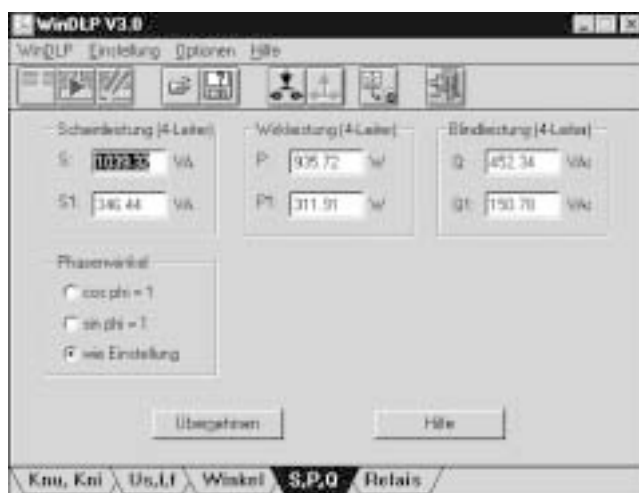 WinDLP V3.0
WinDLP Einstellung Optionen Hilfe
Scheinleistung (4-Leiter) Wirkleistung (4-Leiter) Blindleistung (4-Leiter)
S: 1039.32 VA P: 935.72 W Q: 452.34 VAr
S1: 346.44 VA P1: 311.91 W Q1: 150.78 VAr
Phasenwinkel
cos phi = 1
sin phi = 1
wie Einstellung
Übernehmen Hilfe
Knu, Kni Us,Lf Winkel S,P,Q Relais